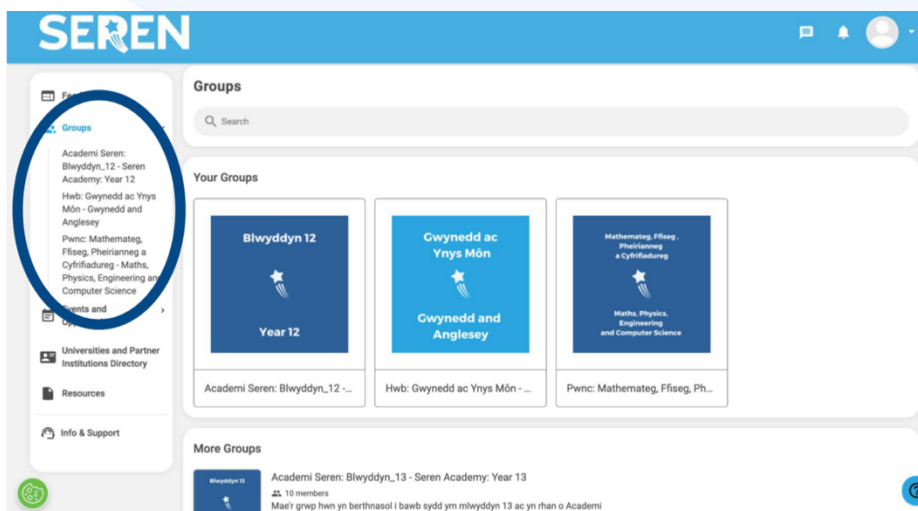 SEREN
Groups
Academi Seren:
Blwyddyn_12 - Seren
Academy: Year 12
Hwb: Gwynedd ac Ynys
Môn - Gwynedd and
Anglesey
Pwnc: Mathemateg,
Ffiseg, Pheirianneg a
Cyfrifiadureg - Maths,
Physics, Engineering and
Computer Science
Events and
Universities and Partner
Institutions Directory
Resources
Info & Support
Groups
Search
Your Groups
Blwyddyn 12
Year 12
Academi Seren: Blwyddyn_12 -...
Gwynedd ac
Ynys Môn
Gwynedd and
Anglesey
Hwb: Gwynedd ac Ynys Môn - ...
Mathemateg, Ffiseg,
Pheirianneg
a Cyfrifiadureg
Maths, Physics,
Engineering
and Computer Science
Pwnc: Mathemateg, Ffiseg, Ph...
More Groups
Blwyddyn 13
Academi Seren: Blwyddyn_13 - Seren Academy: Year 13
10 members
Mae'r grwp hwn yn berthnasol i bawb sydd ym mlwyddyn 13 ac yn rhan o Academi